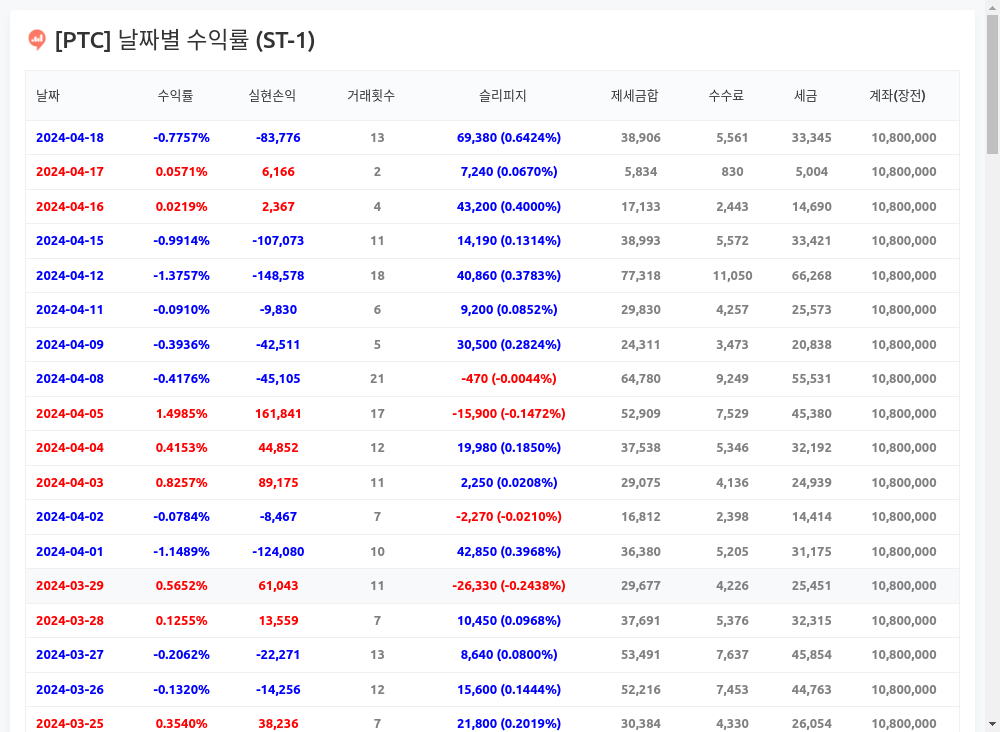 [PTC] 날짜별 수익률 (ST-1)
날짜 수익률 실현손익 거래횟수 슬리피지 제세금합 수수료 세금 계좌(장전)
2024-04-18 -0.7757% -83,776 13 69,380 (0.6424%) 38,906 5,561 33,345 10,800,000
2024-04-17 0.0571% 6,166 2 7,240 (0.0670%) 5,834 830 5,004 10,800,000
2024-04-16 0.0219% 2,367 4 43,200 (0.4000%) 17,133 2,443 14,690 10,800,000
2024-04-15 -0.9914% -107,073 11 14,190 (0.1314%) 38,993 5,572 33,421 10,800,000
2024-04-12 -1.3757% -148,578 18 40,860 (0.3783%) 77,318 11,050 66,268 10,800,000
2024-04-11 -0.0910% -9,830 6 9,200 (0.0852%) 29,830 4,257 25,573 10,800,000
2024-04-09 -0.3936% -42,511 5 30,500 (0.2824%) 24,311 3,473 20,838 10,800,000
2024-04-08 -0.4176% -45,105 21 -470 (-0.0044%) 64,780 9,249 55,531 10,800,000
2024-04-05 1.4985% 161,841 17 -15,900 (-0.1472%) 52,909 7,529 45,380 10,800,000
2024-04-04 0.4153% 44,852 12 19,980 (0.1850%) 37,538 5,346 32,192 10,800,000
2024-04-03 0.8257% 89,175 11 2,250 (0.0208%) 29,075 4,136 24,939 10,800,000
2024-04-02 -0.0784% -8,467 7 -2,270 (-0.0210%) 16,812 2,398 14,414 10,800,000
2024-04-01 -1.1489% -124,080 10 42,850 (0.3968%) 36,380 5,205 31,175 10,800,000
2024-03-29 0.5652% 61,043 11 -26,330 (-0.2438%) 29,677 4,226 25,451 10,800,000
2024-03-28 0.1255% 13,559 7 10,450 (0.0968%) 37,691 5,376 32,315 10,800,000
2024-03-27 -0.2062% -22,271 13 8,640 (0.0800%) 53,491 7,637 45,854 10,800,000
2024-03-26 -0.1320% -14,256 12 15,600 (0.1444%) 52,216 7,453 44,763 10,800,000
2024-03-25 0.3540% 38,236 7 21,800 (0.2019%) 30,384 4,330 26,054 10,800,000